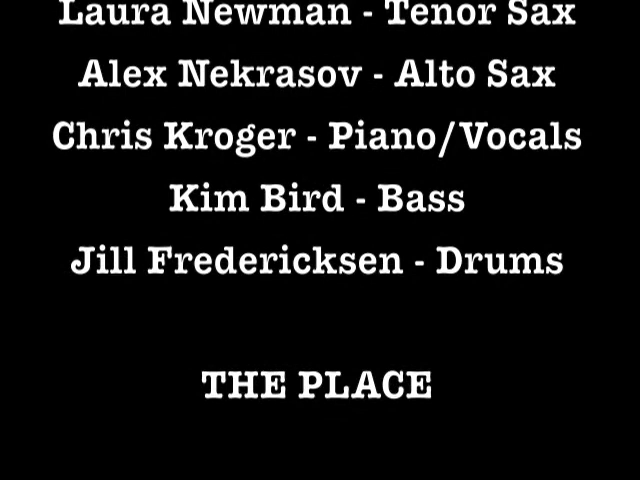 Laura Newman - Tenor Sax
Alex Nekrasov - Alto Sax
Chris Kroger - Piano/Vocals
Kim Bird - Bass
Jill Fredericksen - Drums
THE PLACE